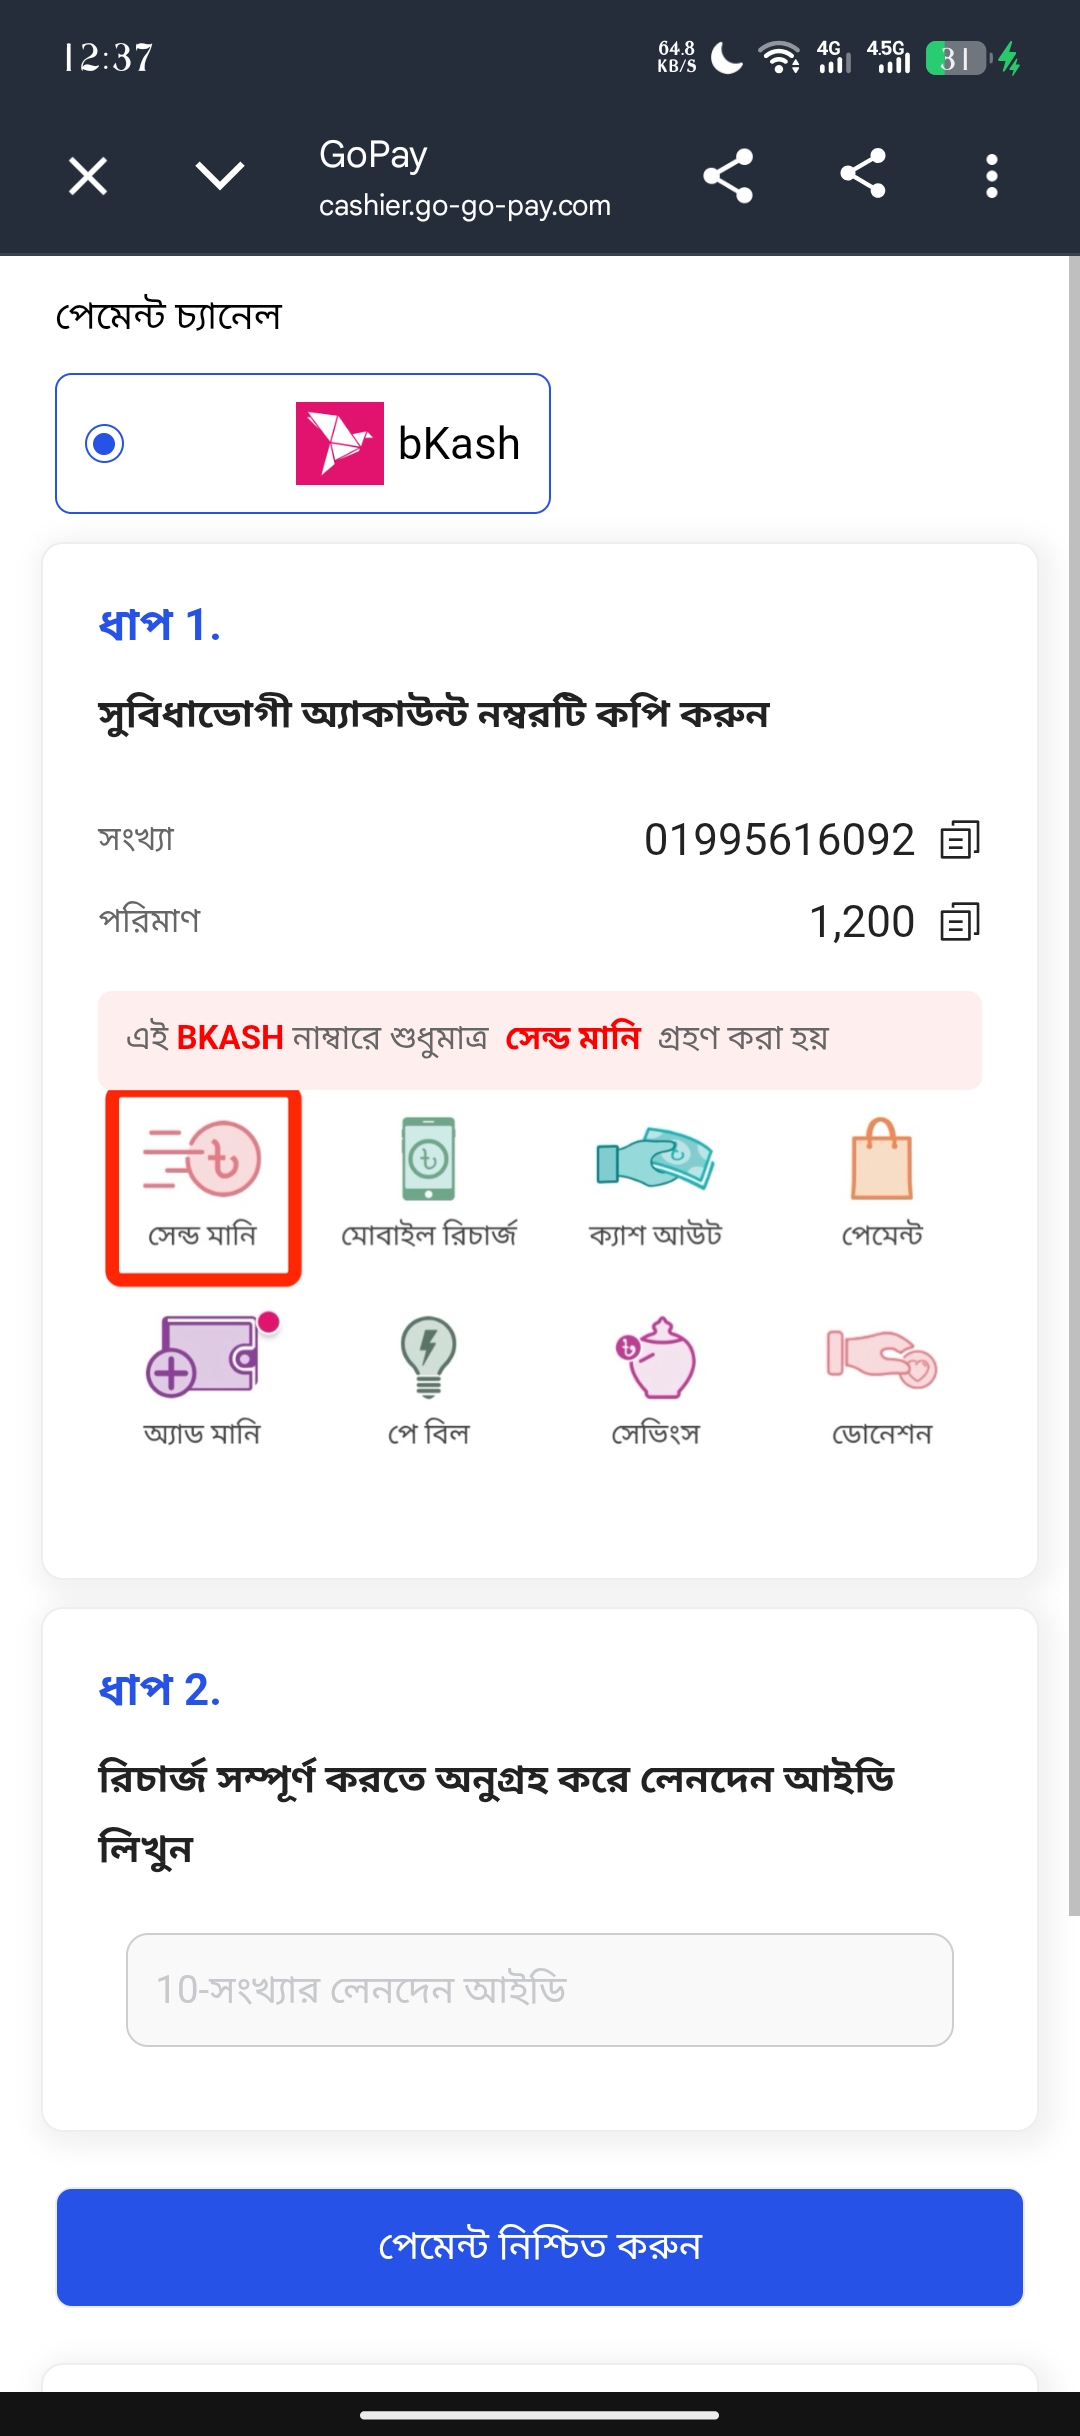 12:37
64.8
KB/S
4G
4.5G
31
GoPay
cashier.go-go-pay.com
পেমেন্ট চ্যানেল
bKash
ধাপ 1.
সুবিধাভোগী অ্যাকাউন্ট নম্বরটি কপি করুন
সংখ্যা 01995616092
পরিমাণ 1,200
এই BKASH নাম্বারে শুধুমাত্র সেন্ড মানি গ্রহণ করা হয়
সেন্ড মানি মোবাইল রিচার্জ ক্যাশ আউট পেমেন্ট
অ্যাড মানি পে বিল সেভিংস ডোনেশন
ধাপ 2.
রিচার্জ সম্পূর্ণ করতে অনুগ্রহ করে লেনদেন আইডি
লিখুন
10-সংখ্যার লেনদেন আইডি
পেমেন্ট নিশ্চিত করুন